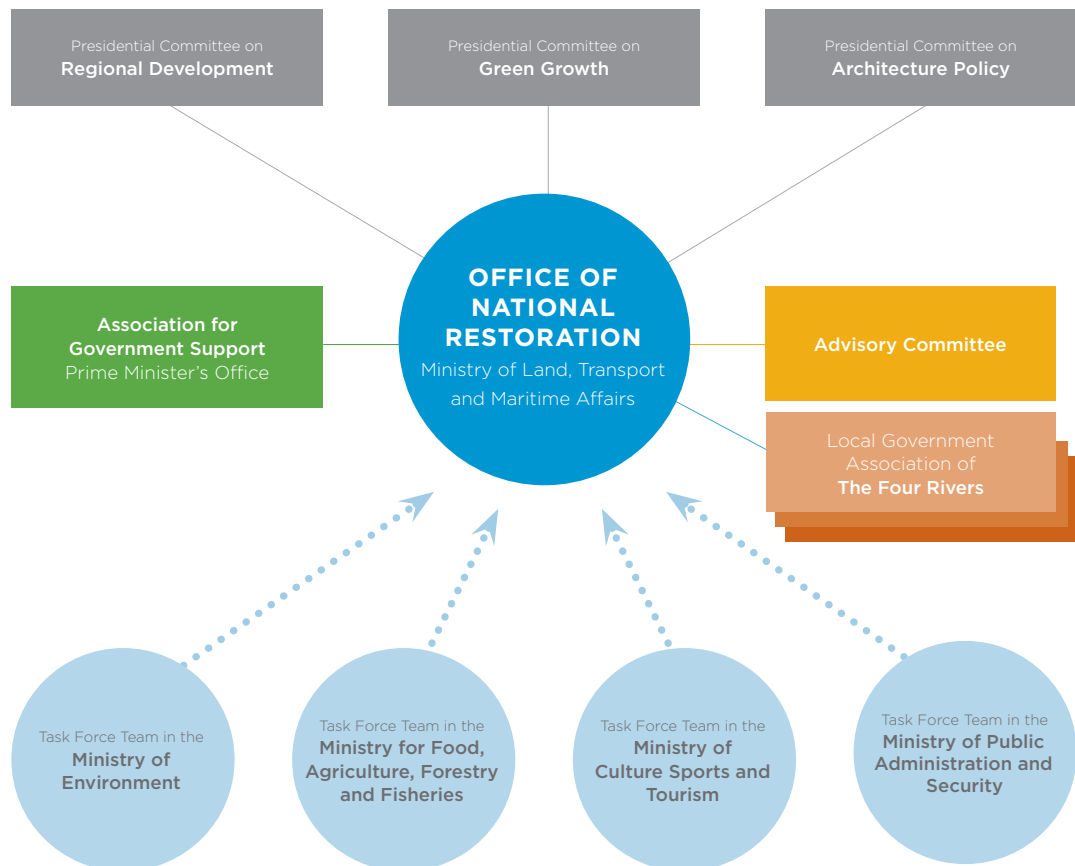 Presidential Committee on
Regional Development
Presidential Committee on
Green Growth
Presidential Committee on
Architecture Policy
OFFICE OF
NATIONAL
RESTORATION
Ministry of Land, Transport
and Maritime Affairs
Association for
Government Support
Prime Minister’s Office
Advisory Committee
Local Government
Association of
The Four Rivers
Task Force Team in the
Ministry of
Environment
Task Force Team in the
Ministry for Food,
Agriculture, Forestry
and Fisheries
Task Force Team in the
Ministry of
Culture Sports and
Tourism
Task Force Team in the
Ministry of Public
Administration and
Security